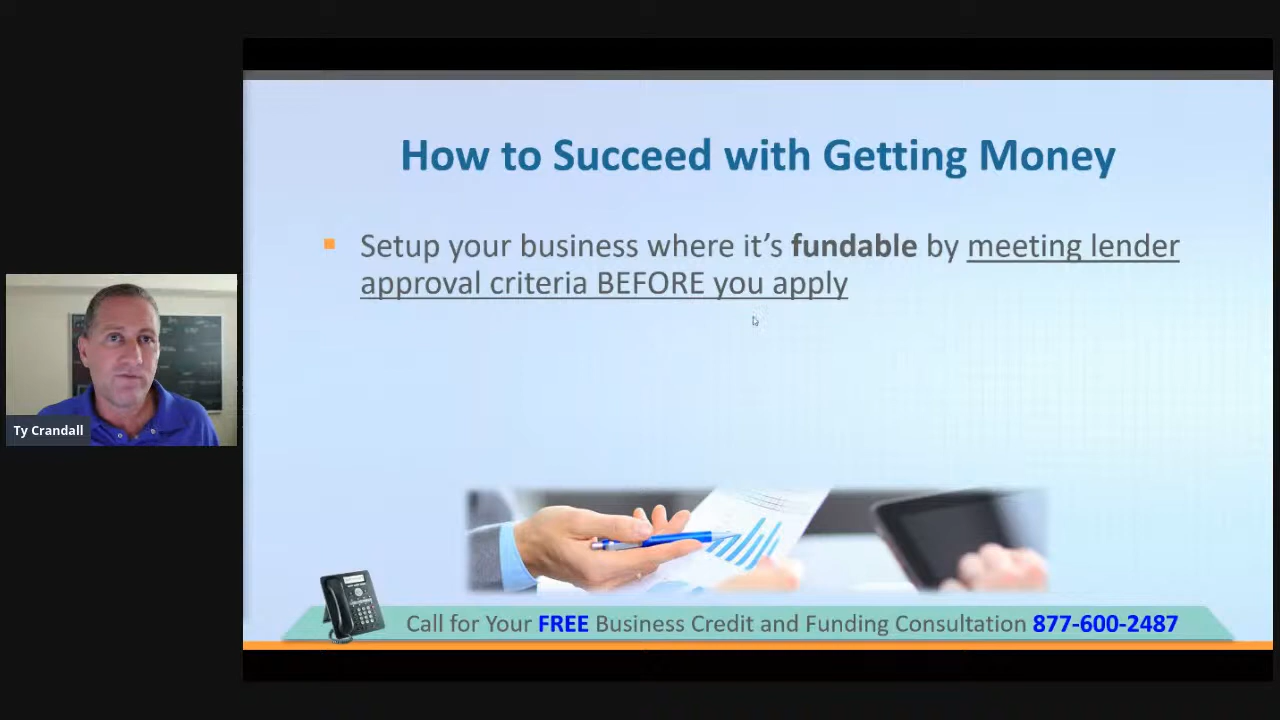 How to Succeed with Getting Money
Setup your business where it’s fundable by meeting lender
approval criteria BEFORE you apply
Ty Crandall
Call for Your FREE Business Credit and Funding Consultation 877-600-2487